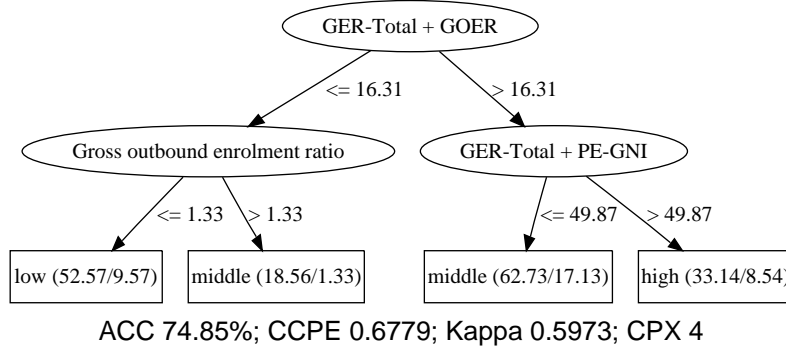 GER-Total + GOER
<= 16.31
> 16.31
Gross outbound enrolment ratio
GER-Total + PE-GNI
<= 1.33
> 1.33
<= 49.87
> 49.87
low (52.57/9.57)
middle (18.56/1.33)
middle (62.73/17.13)
high (33.14/8.54)
ACC 74.85%; CCPE 0.6779; Kappa 0.5973; CPX 4